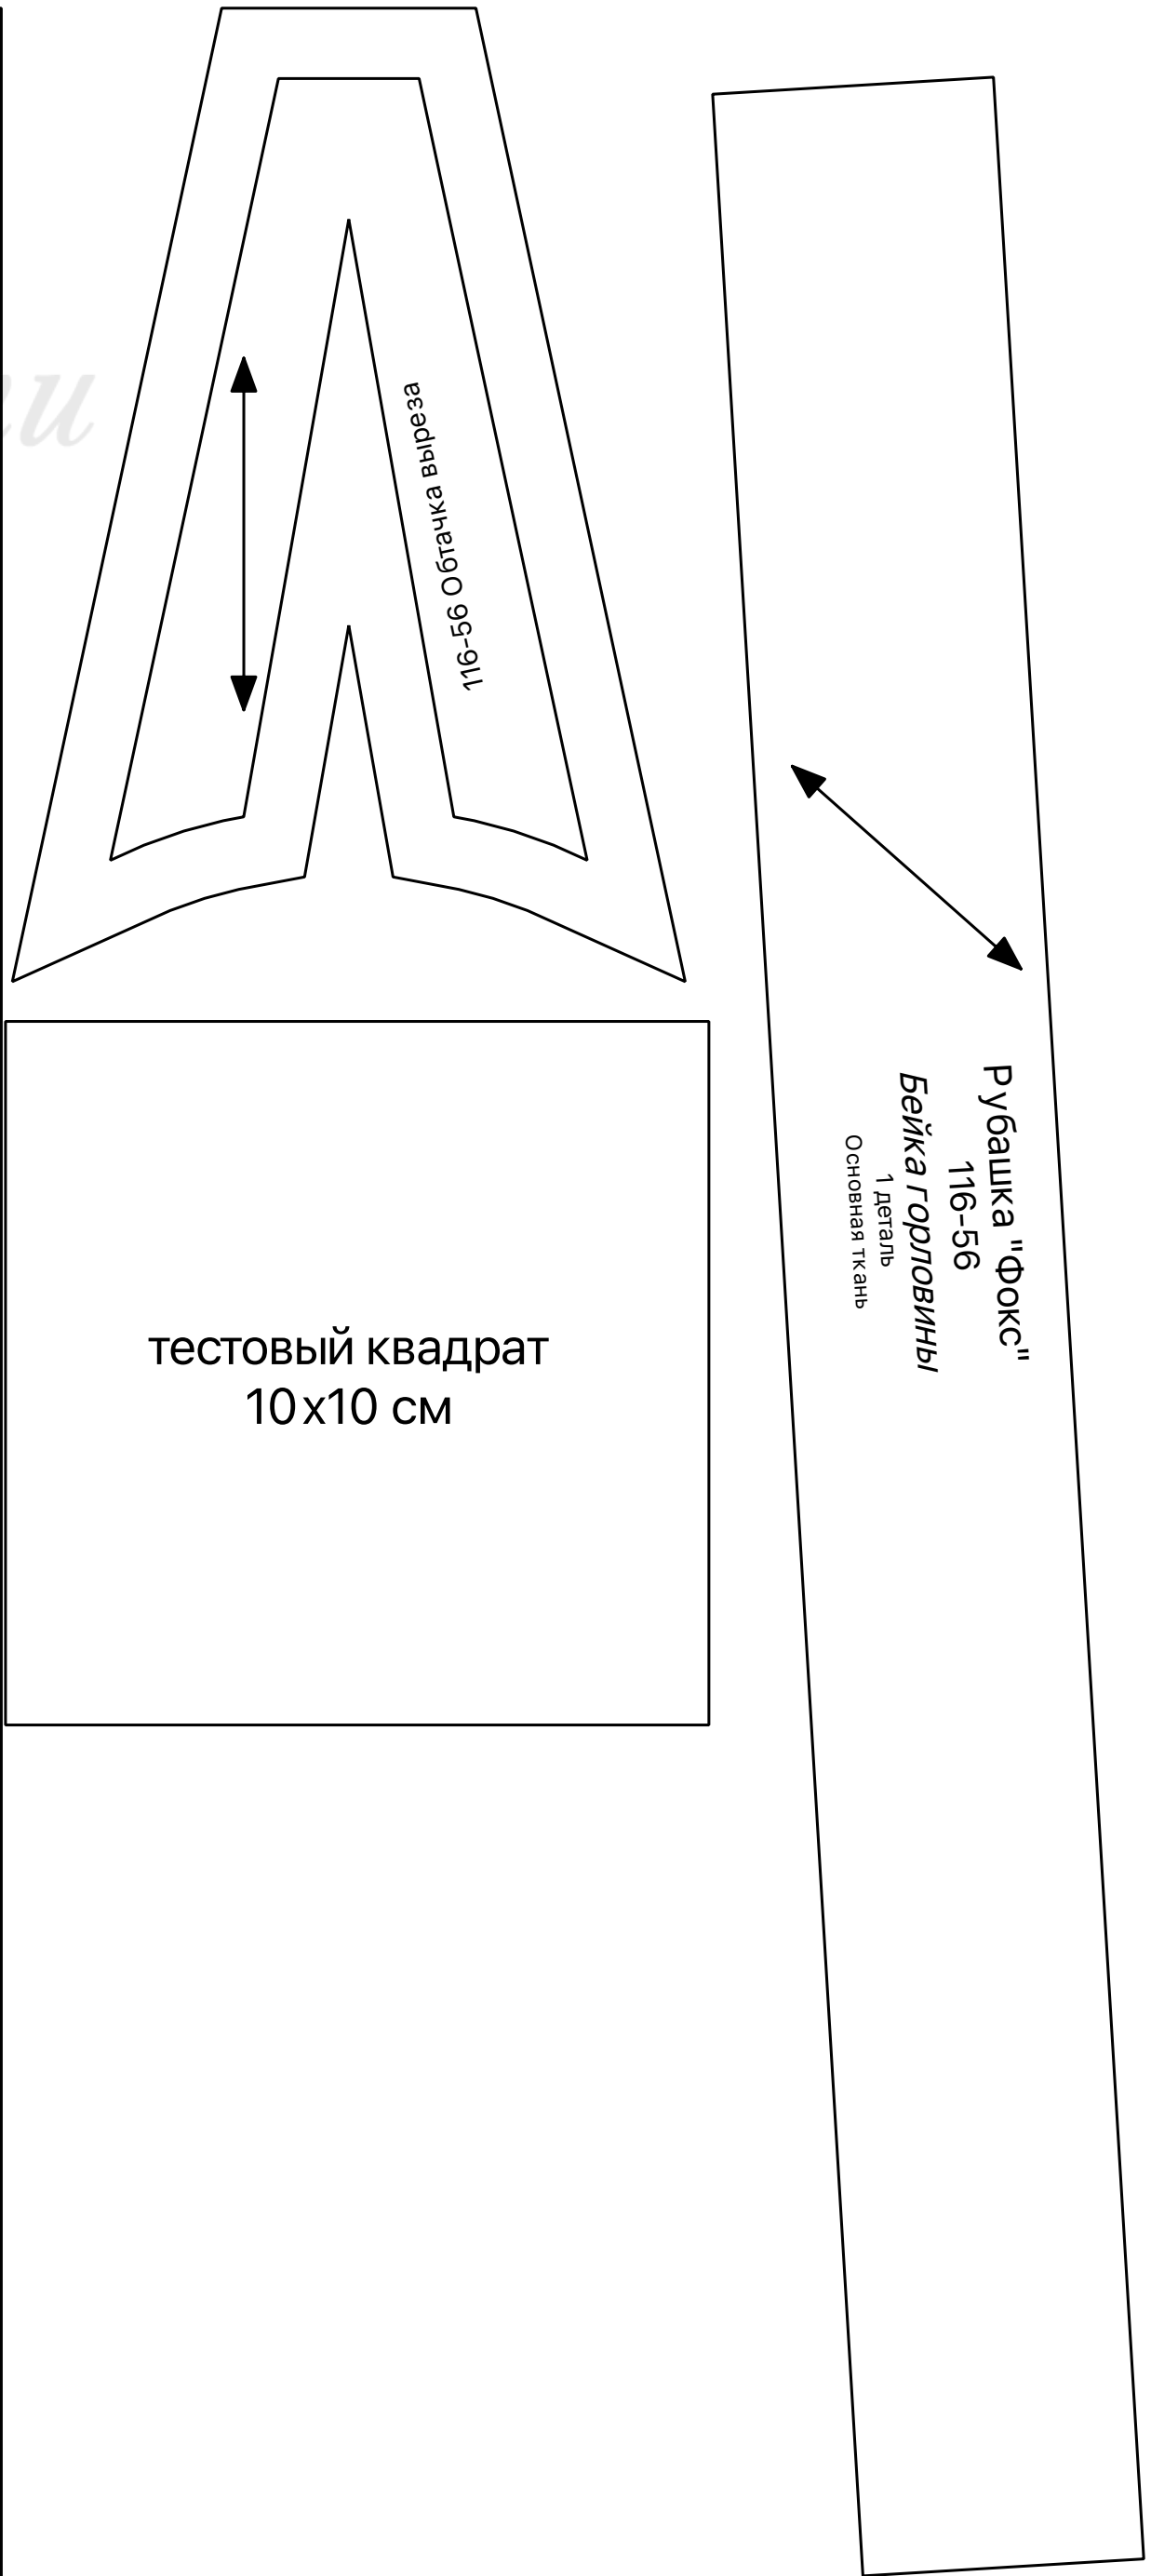 116-56 Обтачка выреза
тестовый квадрат
10x10 см
Рубашка "Фокс"
116-56
Бейка горловины
1 деталь
Основная ткань